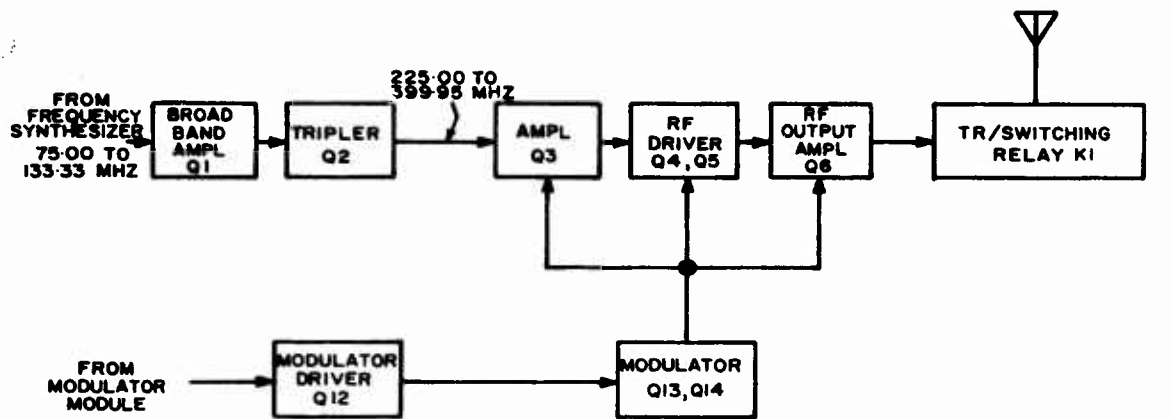 FROM
FREQUENCY
SYNTHESIZER
75.00 TO
133.33 MHZ
BROAD
BAND
AMPL
Q1
TRIPLER
Q2
225.00 TO
399.95 MHZ
AMPL
Q3
RF
DRIVER
Q4, Q5
RF
OUTPUT
AMPL
Q6
TR/SWITCHING
RELAY K1
FROM
MODULATOR
MODULE
MODULATOR
DRIVER
Q12
MODULATOR
Q13, Q14